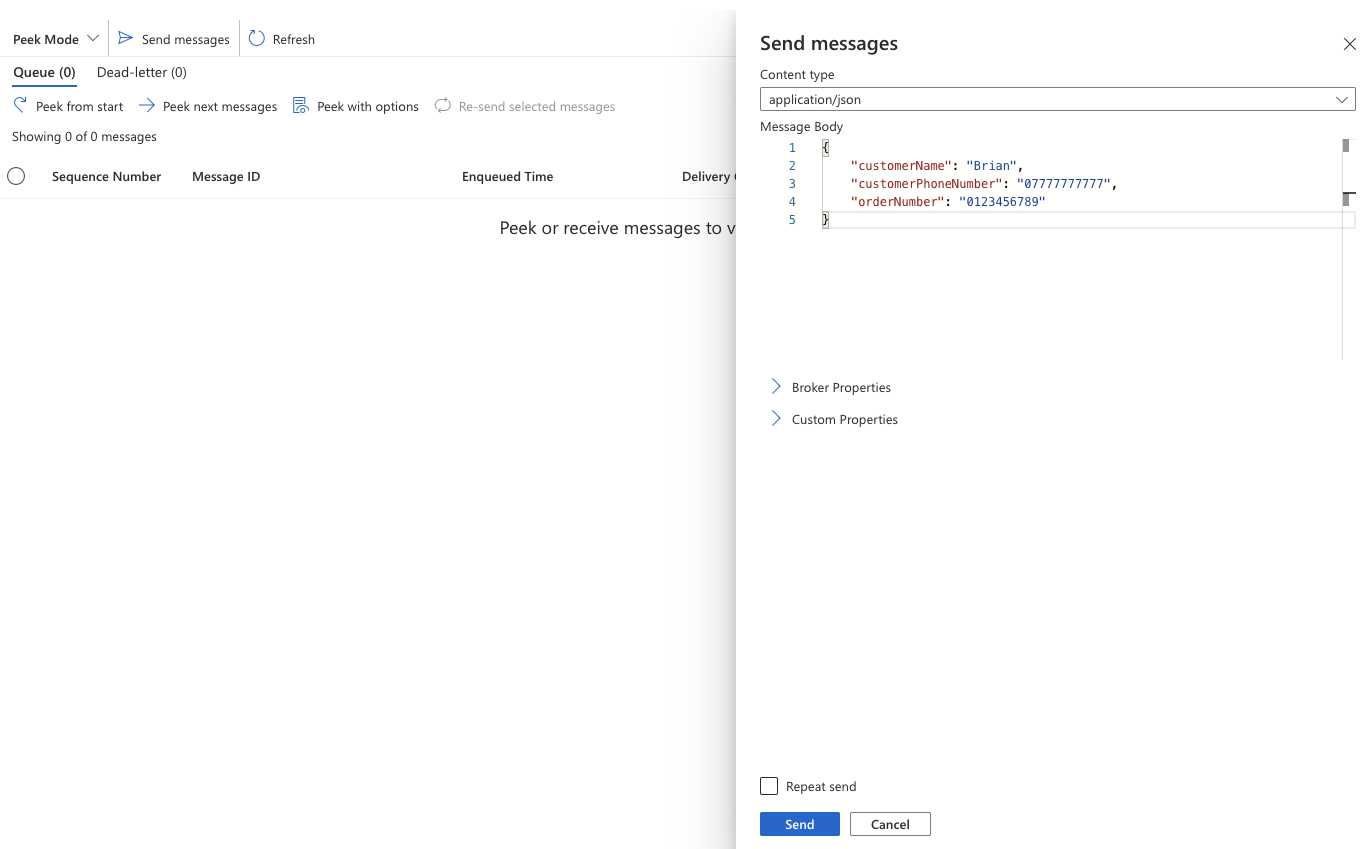 Peek Mode Send messages Refresh
Queue (0) Dead-letter (0)
Peek from start Peek next messages Peek with options Re-send selected messages
Showing 0 of 0 messages
Sequence Number Message ID Enqueued Time Delivery
Peek or receive messages to
Send messages
Content type
application/json
Message Body
1 {
2 "customerName": "Brian",
3 "customerPhoneNumber": "07777777777",
4 "orderNumber": "0123456789"
5 }
Broker Properties
Custom Properties
Repeat send
Send Cancel